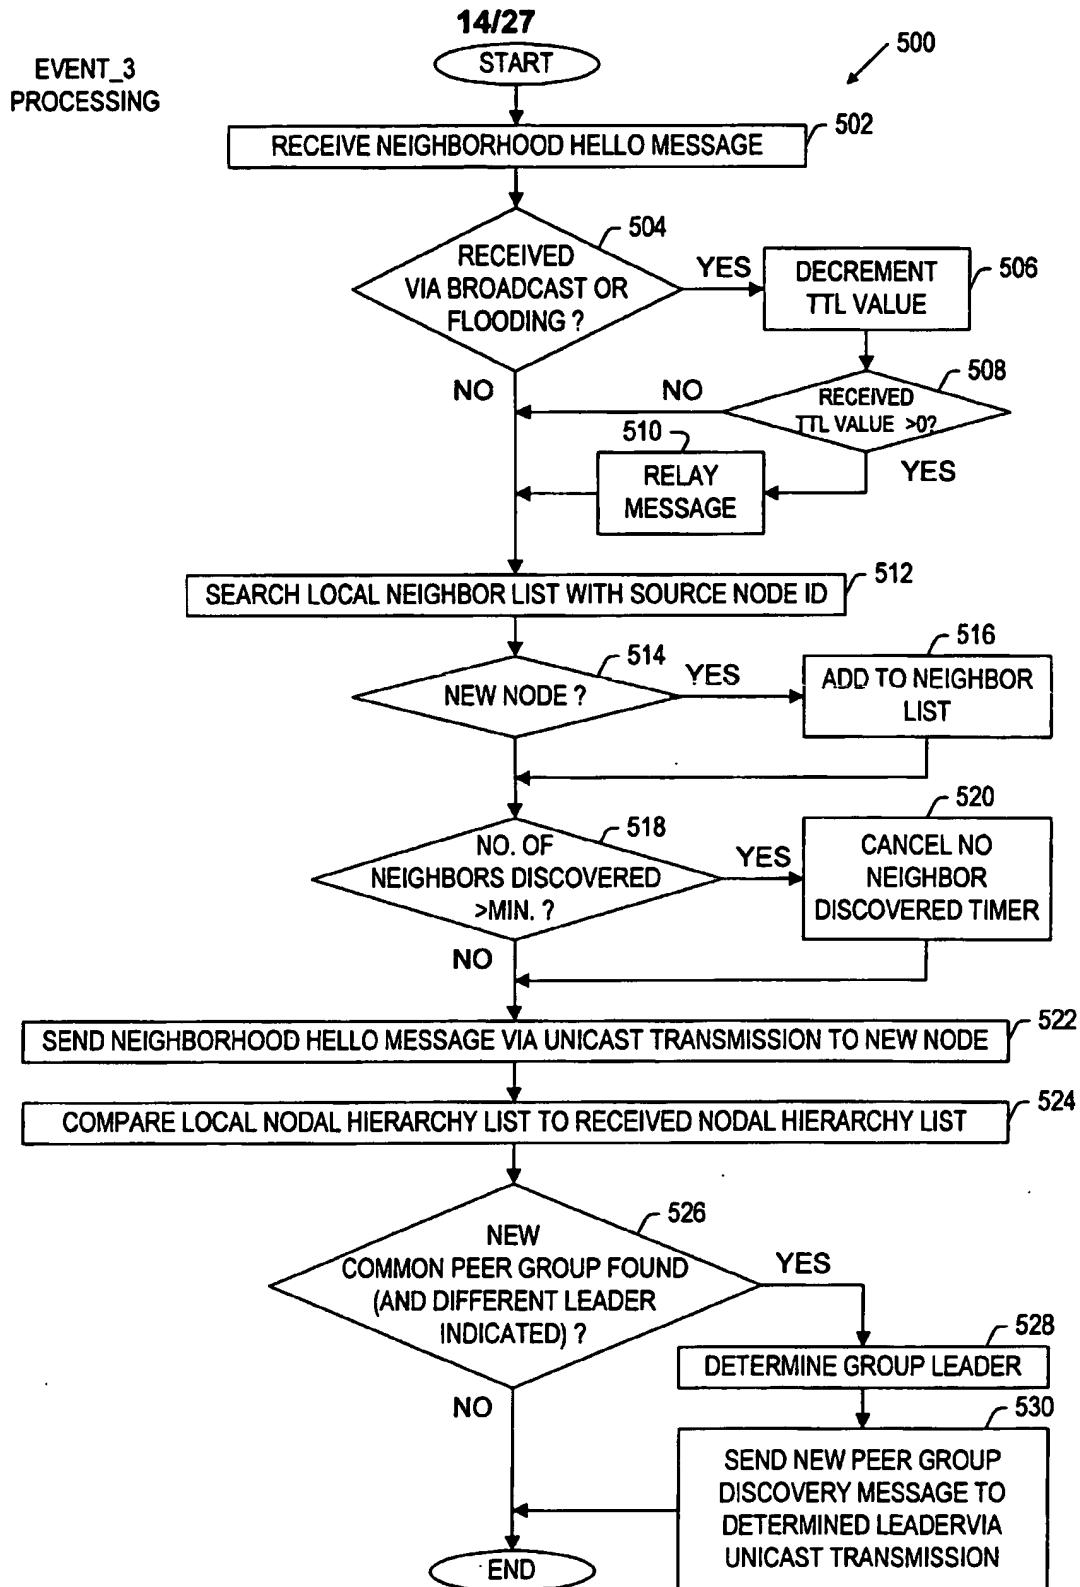 14/27
EVENT_3
PROCESSING
500
START
RECEIVE NEIGHBORHOOD HELLO MESSAGE
502
504
RECEIVED
VIA BROADCAST OR
FLOODING ?
YES
DECREMENT
TTL VALUE
506
NO
NO
508
RECEIVED
TTL VALUE >0?
YES
510
RELAY
MESSAGE
SEARCH LOCAL NEIGHBOR LIST WITH SOURCE NODE ID
512
514
NEW NODE ?
YES
516
ADD TO NEIGHBOR
LIST
518
NO. OF
NEIGHBORS DISCOVERED
>MIN. ?
YES
520
CANCEL NO
NEIGHBOR
DISCOVERED TIMER
NO
SEND NEIGHBORHOOD HELLO MESSAGE VIA UNICAST TRANSMISSION TO NEW NODE
522
COMPARE LOCAL NODAL HIERARCHY LIST TO RECEIVED NODAL HIERARCHY LIST
524
526
NEW
COMMON PEER GROUP FOUND
(AND DIFFERENT LEADER
INDICATED) ?
YES
528
DETERMINE GROUP LEADER
NO
530
SEND NEW PEER GROUP
DISCOVERY MESSAGE TO
DETERMINED LEADERVIA
UNICAST TRANSMISSION
END